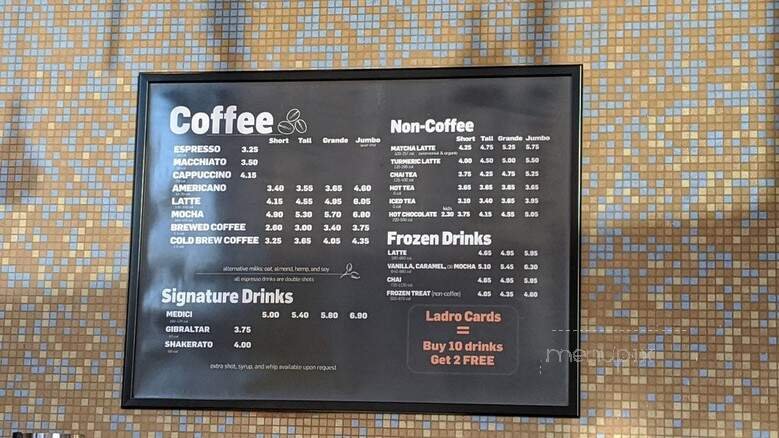 Coffee
Short Tall Grande Jumbo
ESPRESSO 3.25
MACCHIATO 3.50
CAPPUCCINO 4.15
AMERICANO 3.40 3.55 3.65 4.60
LATTE 4.15 4.55 4.95 6.05
MOCHA 4.90 5.30 5.70 6.80
BREWED COFFEE 2.60 3.00 3.40 3.75
COLD BREW COFFEE 3.25 3.65 4.05 4.35
alternative milks: oat, almond, hemp, and soy
all espresso drinks are double shots
Signature Drinks
MEDICI 5.00 5.40 5.80 6.90
GIBRALTAR 3.75
SHAKERATO 4.00
extra shot, syrup, and whip available upon request
Non-Coffee
Short Tall Grande Jumbo
MATCHA LATTE 4.25 4.75 5.25 5.75
ceremonial & organic
TURMERIC LATTE 4.00 4.50 5.00 5.50
CHAI TEA 3.75 4.25 4.75 5.25
HOT TEA 3.65 3.65 3.65 3.65
ICED TEA 3.10 3.40 3.65 3.95
kids
HOT CHOCOLATE 2.30 3.75 4.15 4.55 5.05
Frozen Drinks
LATTE 4.65 4.95 5.85
VANILLA, CARAMEL, OR MOCHA 5.10 5.45 6.30
CHAI 4.65 4.95 5.85
FROZEN TREAT (non-coffee) 4.05 4.35 4.80
Ladro Cards
=
Buy 10 drinks
Get 2 FREE
menupix